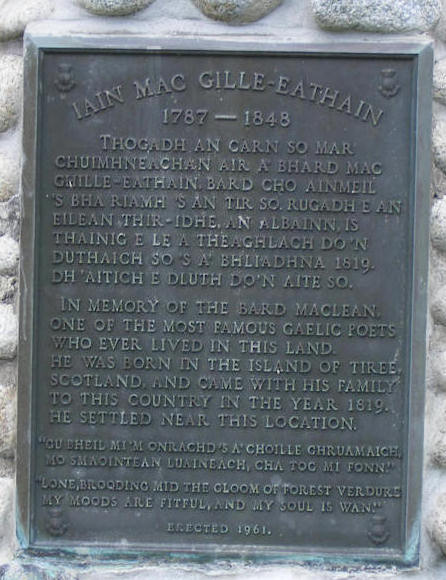 IAIN MAC GILLE-EATHAIN
1787 — 1848
THOGADH AN CARN SO MAR
CHUIMHNEACHAN AIR A' BHARD MAC
GHILLE-EATHAIN, BARD CHO AINMEIL
'S BHA RIAMH 'S AN TIR SO. RUGADH E AN
EILEAN THIR-IDHE, AN ALBAINN, IS
THAINIG E LE A THEAGHLACH DO 'N
DUTHAICH SO 'S A' BHLIADHNA 1819.
DH 'AITICH E DLUTH DO'N AITE SO.
IN MEMORY OF THE BARD MACLEAN,
ONE OF THE MOST FAMOUS GAELIC POETS
WHO EVER LIVED IN THIS LAND.
HE WAS BORN IN THE ISLAND OF TIREE,
SCOTLAND, AND CAME WITH HIS FAMILY
TO THIS COUNTRY IN THE YEAR 1819.
HE SETTLED NEAR THIS LOCATION.
"GU BHEIL MI 'M ONRACHD 'S A' CHOILLE GHRUAMAICH,
MO SMAOINTEAN LUAINEACH, CHA TOG MI FONN."
"LONE, BROODING MID THE GLOOM OF FOREST VERDURE
MY MOODS ARE FITFUL, AND MY SOUL IS WAN."
ERECTED 1961.